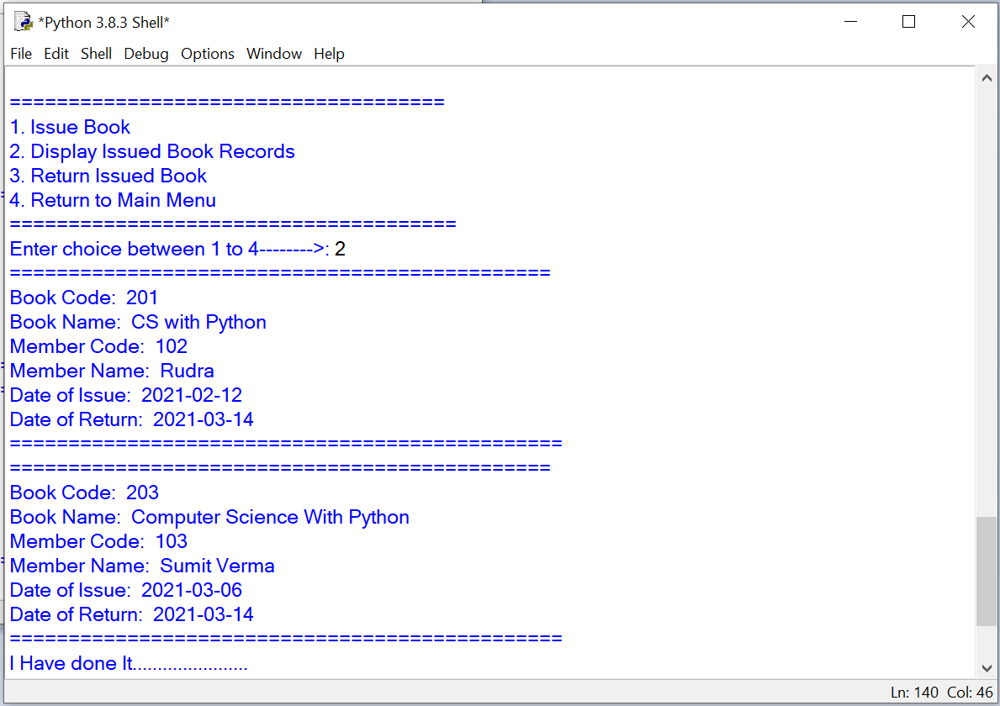 *Python 3.8.3 Shell*
File Edit Shell Debug Options Window Help
=====================================
1. Issue Book
2. Display Issued Book Records
3. Return Issued Book
4. Return to Main Menu
======================================
Enter choice between 1 to 4-------->: 2
==============================================
Book Code:  201
Book Name:  CS with Python
Member Code:  102
Member Name:  Rudra
Date of Issue:  2021-02-12
Date of Return:  2021-03-14
===============================================
==============================================
Book Code:  203
Book Name:  Computer Science With Python
Member Code:  103
Member Name:  Sumit Verma
Date of Issue:  2021-03-06
Date of Return:  2021-03-14
===============================================
I Have done It.......................
Ln: 140 Col: 46